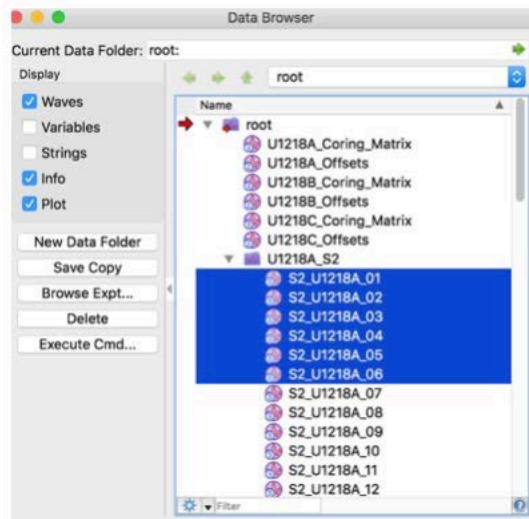 Data Browser
Current Data Folder: root:
Display
Waves
Variables
Strings
Info
Plot
New Data Folder
Save Copy
Browse Expt...
Delete
Execute Cmd...
root
Name
root
U1218A_Coring_Matrix
U1218A_Offsets
U1218B_Coring_Matrix
U1218B_Offsets
U1218C_Coring_Matrix
U1218C_Offsets
U1218A_S2
S2_U1218A_01
S2_U1218A_02
S2_U1218A_03
S2_U1218A_04
S2_U1218A_05
S2_U1218A_06
S2_U1218A_07
S2_U1218A_08
S2_U1218A_09
S2_U1218A_10
S2_U1218A_11
S2_U1218A_12
Filter